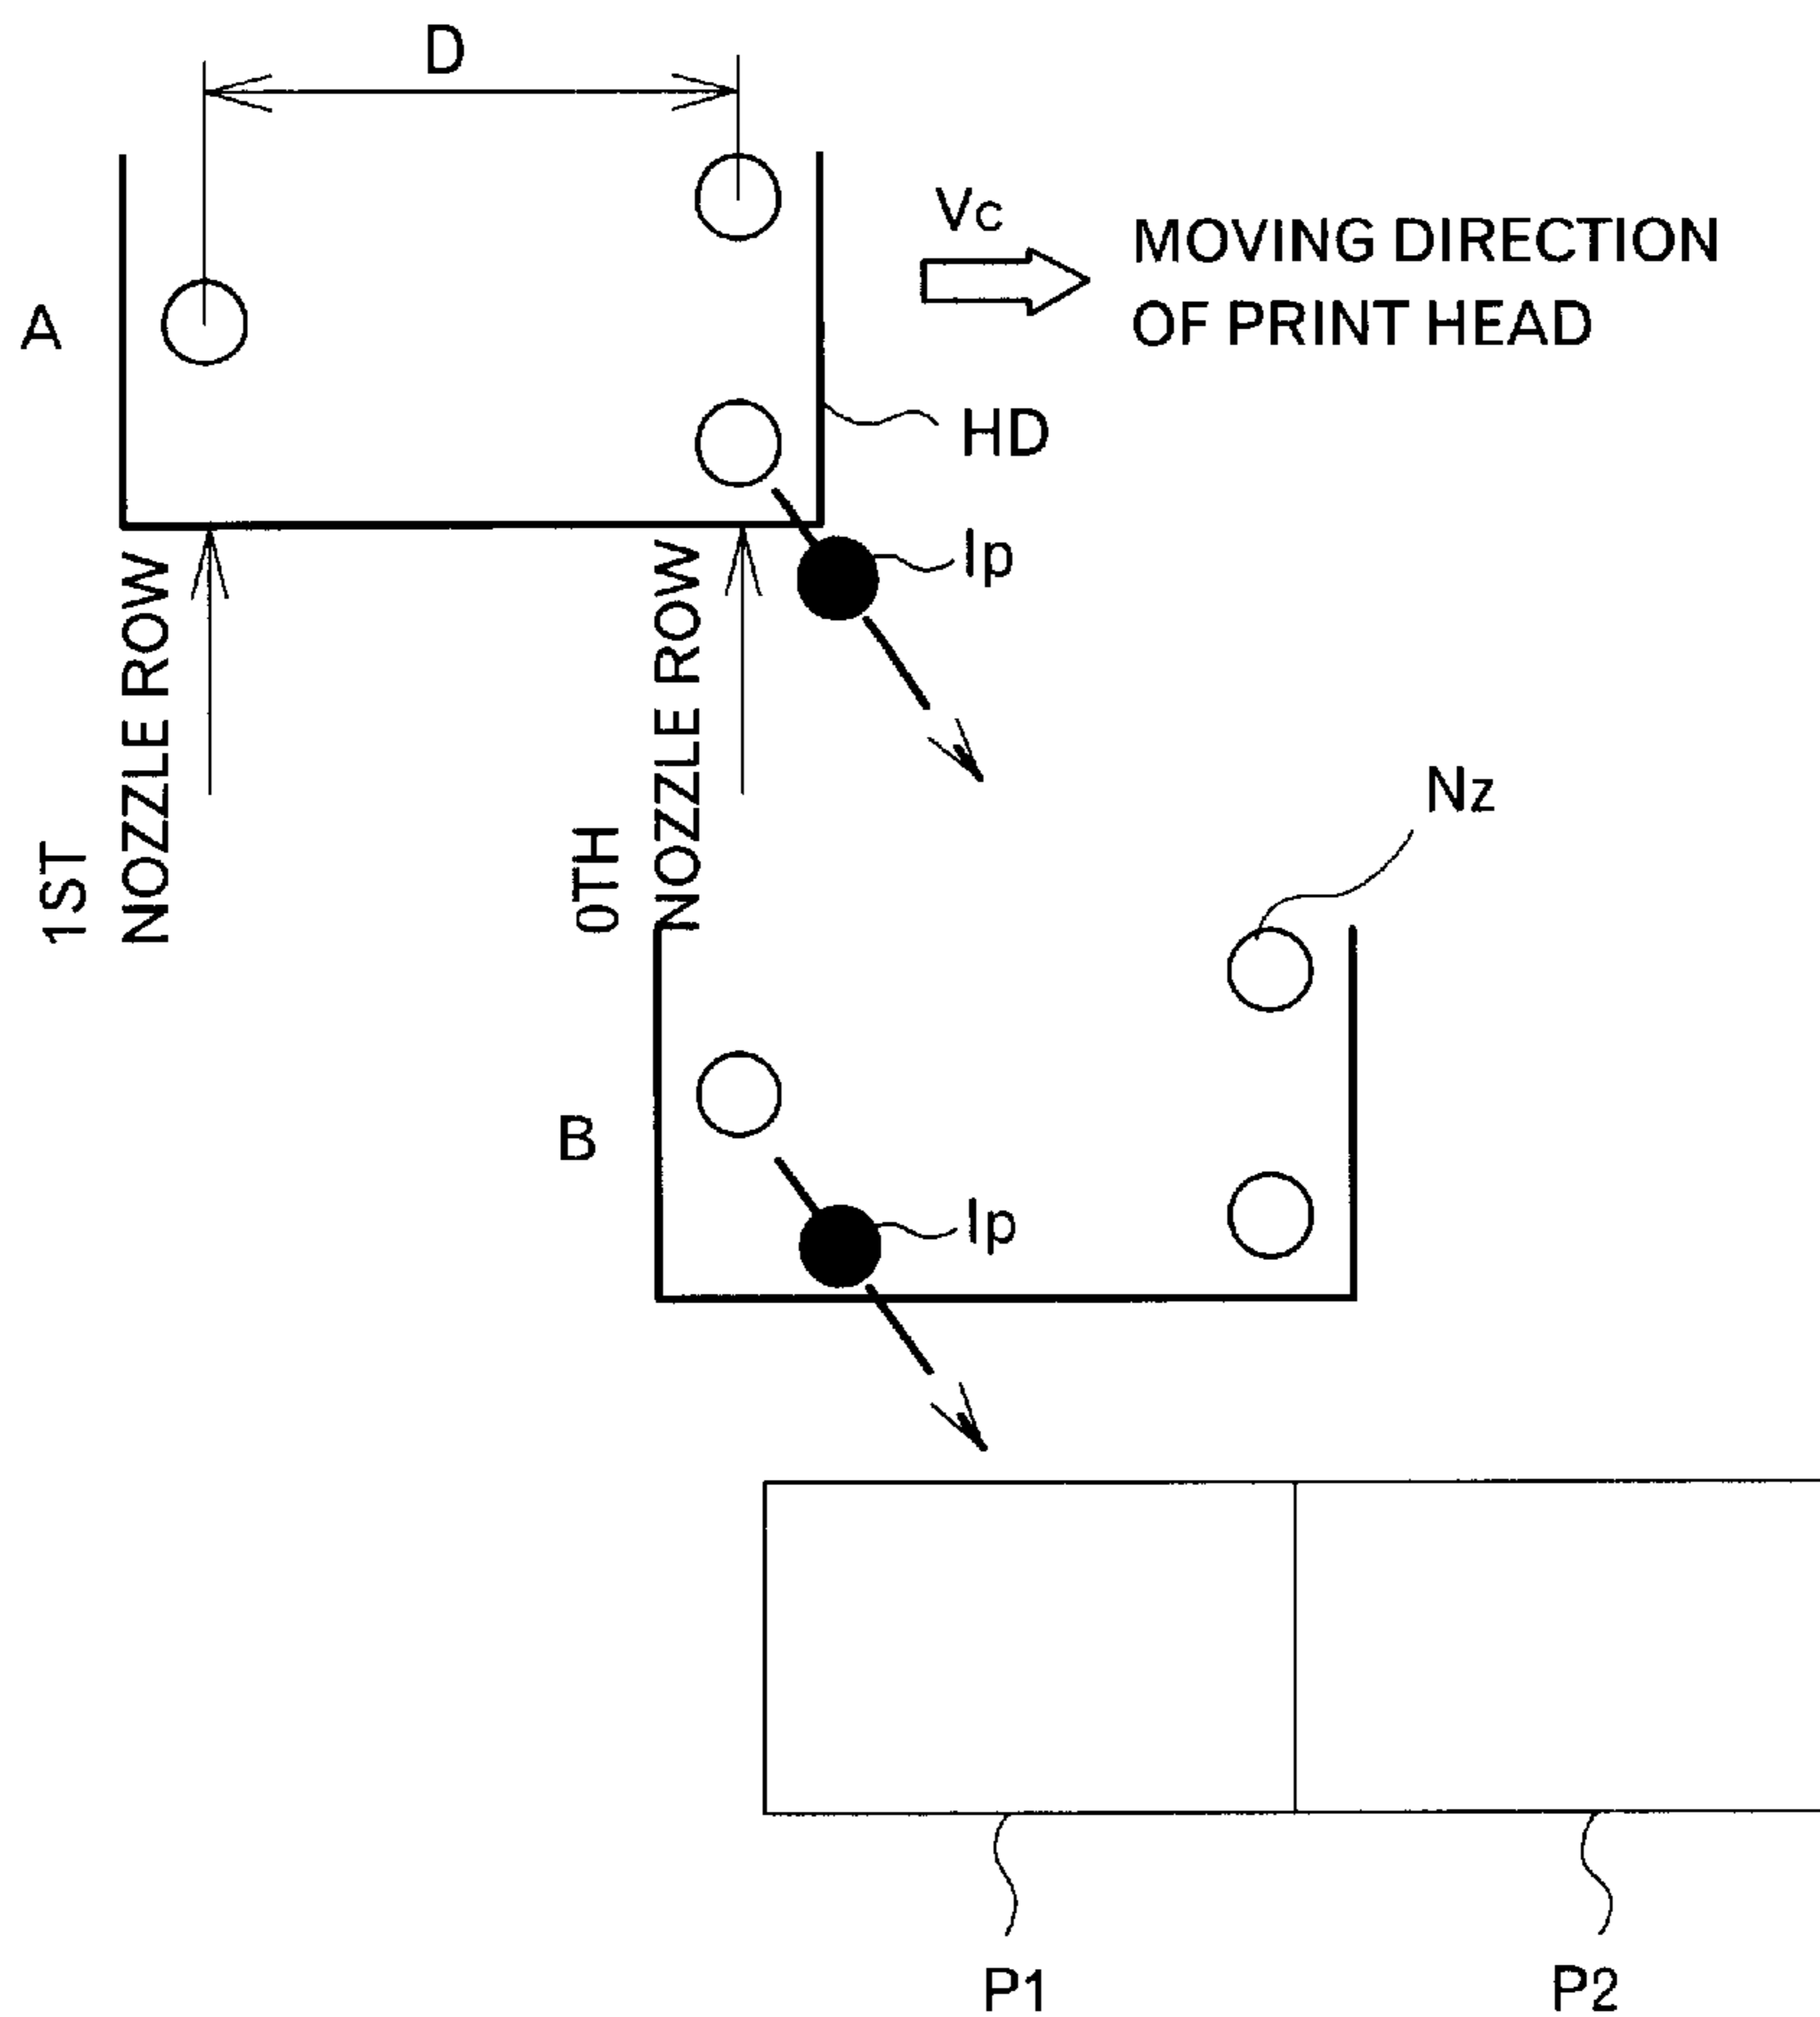 D
Vc
MOVING DIRECTION
OF PRINT HEAD
A
HD
Ip
1ST
NOZZLE ROW
0TH
NOZZLE ROW
Nz
B
Ip
P1
P2